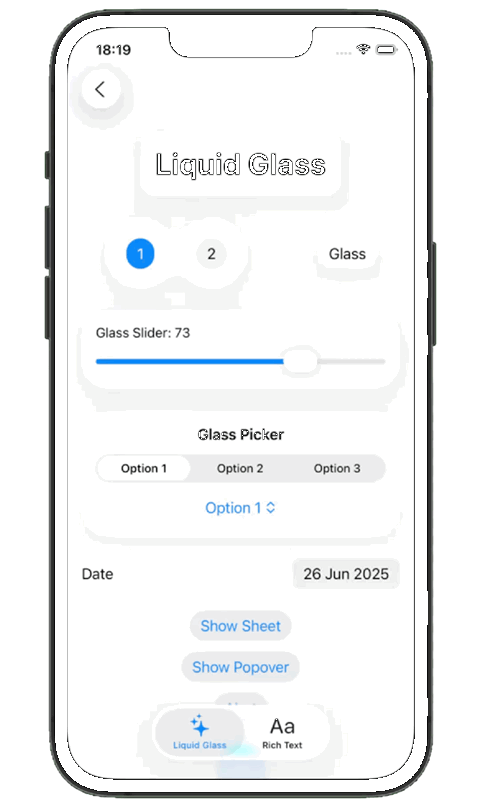 18:19
Liquid Glass
1 2 Glass
Glass Slider: 73
Glass Picker
Option 1 Option 2 Option 3
Option 1
Date 26 Jun 2025
Show Sheet
Show Popover
Aa
Liquid Glass Rich Text